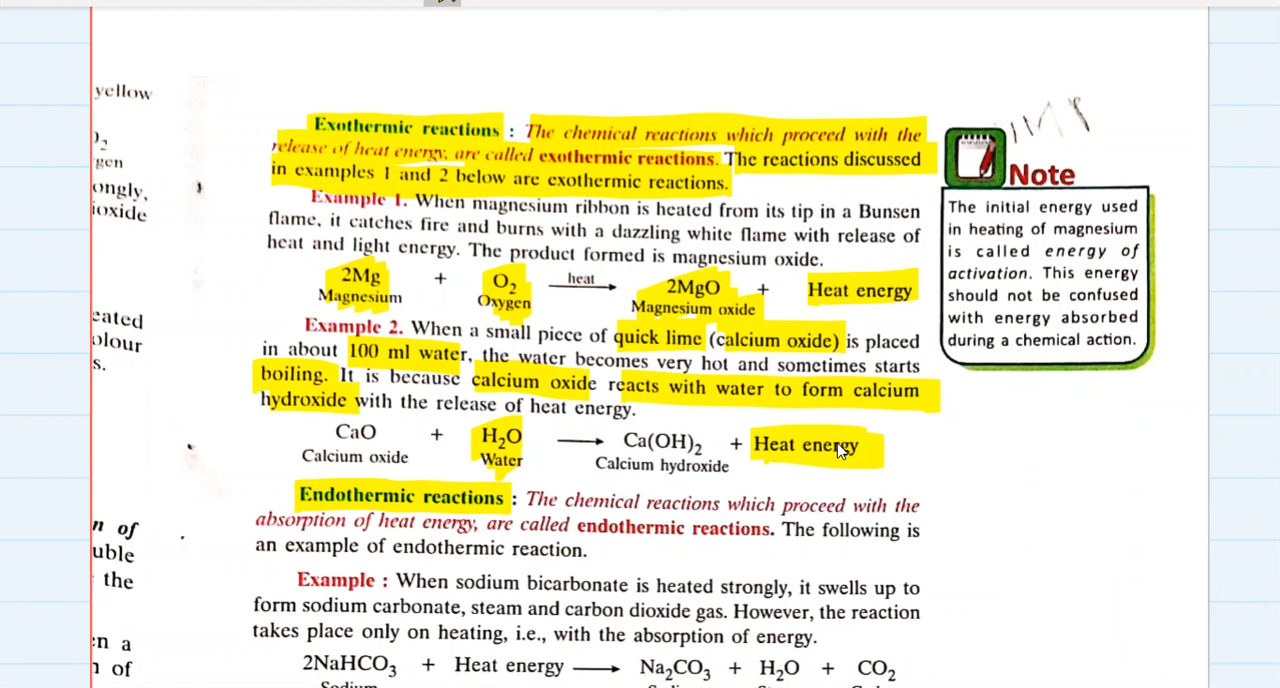 yellow
)₂
gen
ongly,
ioxide
eated
olour
s.
n of
uble
the
n a
n of
Exothermic reactions : The chemical reactions which proceed with the
release of heat energy, are called exothermic reactions. The reactions discussed
in examples 1 and 2 below are exothermic reactions.
Example 1. When magnesium ribbon is heated from its tip in a Bunsen
flame, it catches fire and burns with a dazzling white flame with release of
heat and light energy. The product formed is magnesium oxide.
2Mg + O₂ heat → 2MgO + Heat energy
Magnesium Oxygen Magnesium oxide
Example 2. When a small piece of quick lime (calcium oxide) is placed
in about 100 ml water, the water becomes very hot and sometimes starts
boiling. It is because calcium oxide reacts with water to form calcium
hydroxide with the release of heat energy.
CaO + H₂O → Ca(OH)₂ + Heat energy
Calcium oxide Water Calcium hydroxide
Endothermic reactions : The chemical reactions which proceed with the
absorption of heat energy, are called endothermic reactions. The following is
an example of endothermic reaction.
Example : When sodium bicarbonate is heated strongly, it swells up to
form sodium carbonate, steam and carbon dioxide gas. However, the reaction
takes place only on heating, i.e., with the absorption of energy.
2NaHCO₃ + Heat energy → Na₂CO₃ + H₂O + CO₂
Sodium
IMP
Note
The initial energy used
in heating of magnesium
is called energy of
activation. This energy
should not be confused
with energy absorbed
during a chemical action.